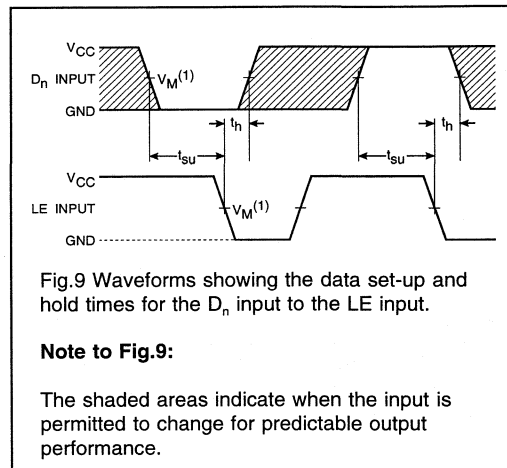 VCC
Dn INPUT
VM(1)
GND
th
th
tsu
tsu
VCC
LE INPUT
VM(1)
GND
Fig.9 Waveforms showing the data set-up and
hold times for the Dn input to the LE input.
Note to Fig.9:
The shaded areas indicate when the input is
permitted to change for predictable output
performance.